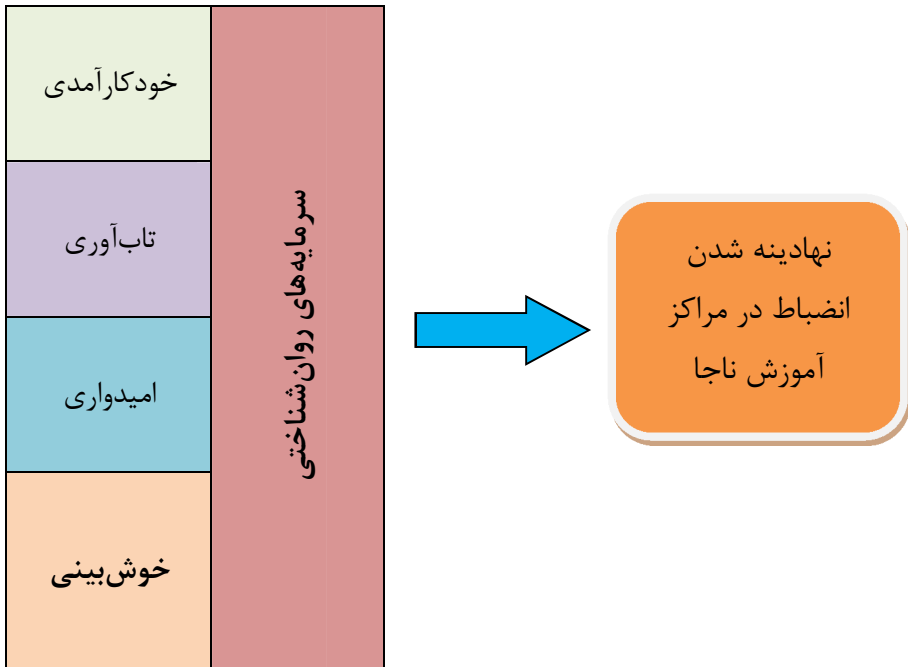 خودکارآمدی
تاب‌آوری
امیدواری
خوش‌بینی
سرمایه‌های روان‌شناختی
نهادینه شدن
انضباط در مراکز
آموزش ناجا